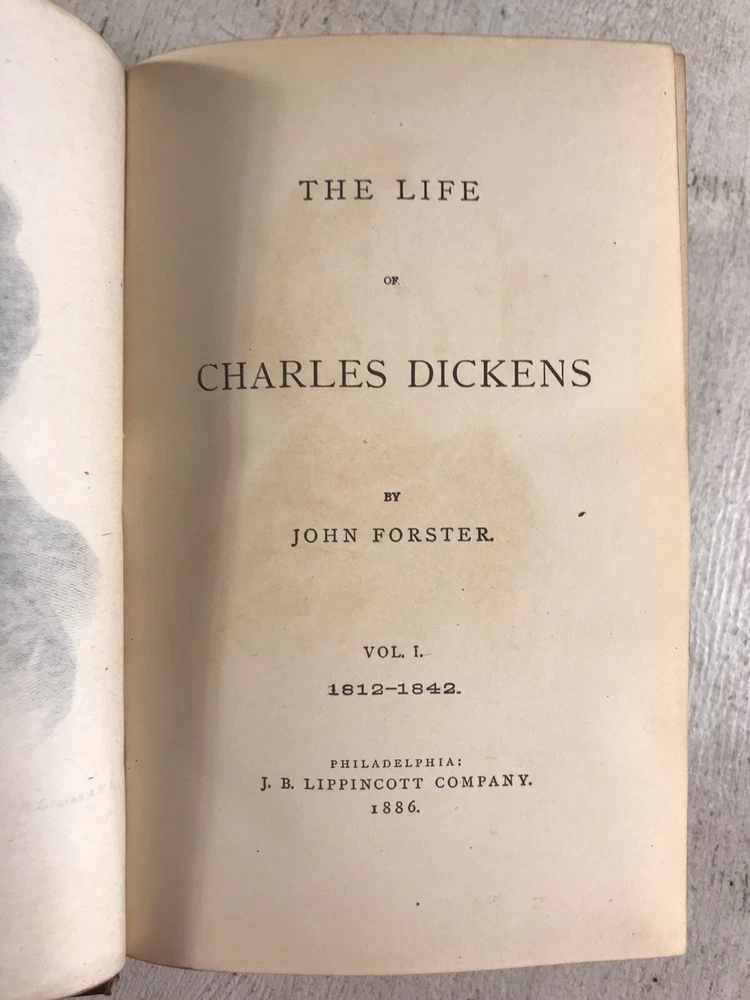 THE LIFE
OF
CHARLES DICKENS
BY
JOHN FORSTER.
VOL. I.
1812–1842.
PHILADELPHIA:
J. B. LIPPINCOTT COMPANY.
1886.